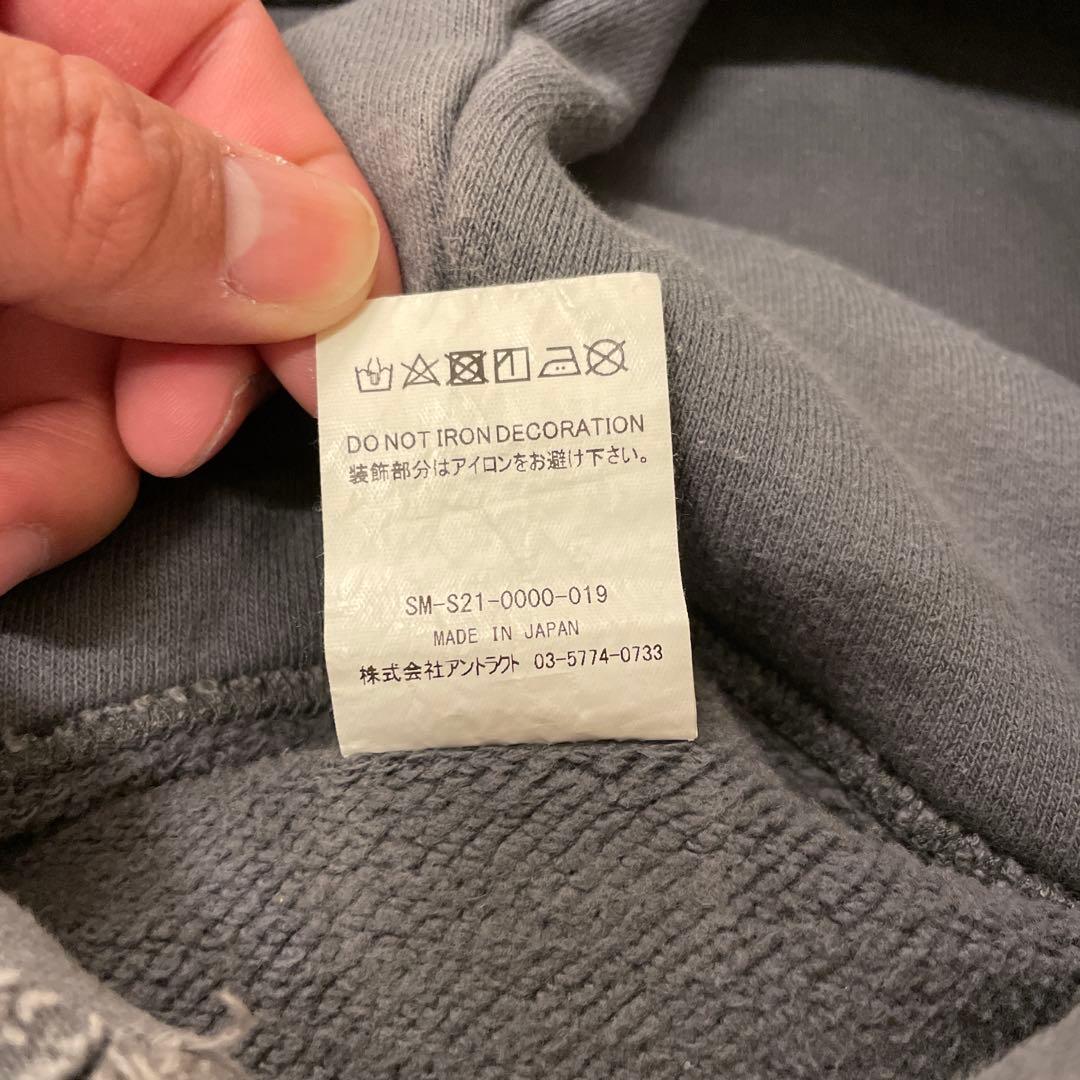 DO NOT IRON DECORATION
装飾部分はアイロンをお避け下さい。
SM-S21-0000-019
MADE IN JAPAN
株式会社アントラクト 03-5774-0733